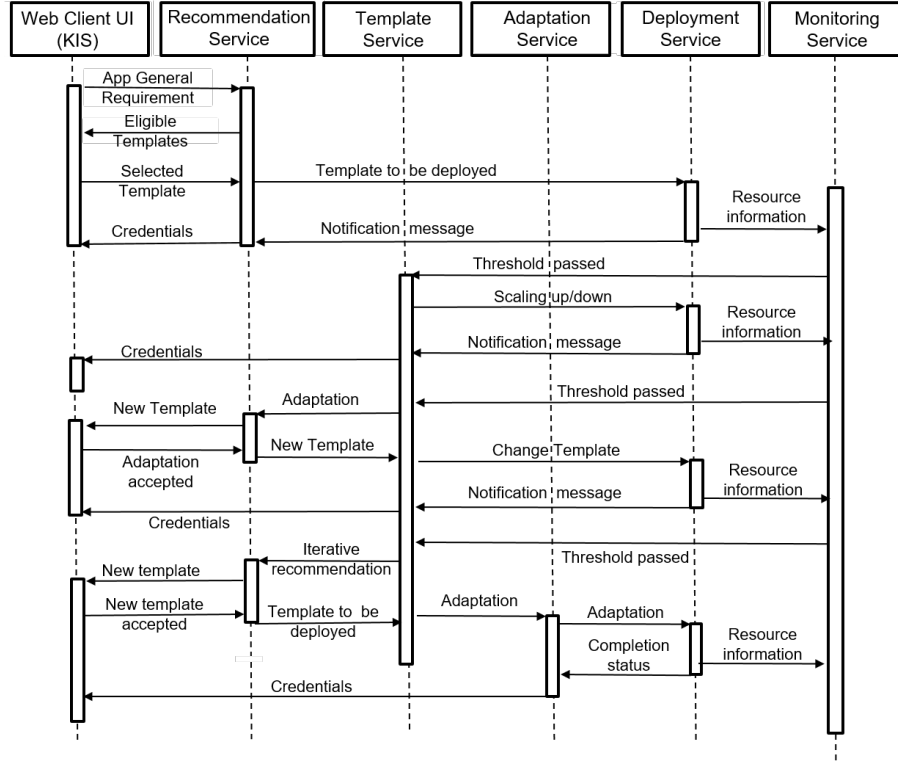 Web Client UI
(KIS)
Recommendation
Service
Template
Service
Adaptation
Service
Deployment
Service
Monitoring
Service
App General
Requirement
Eligible
Templates
Selected
Template
Template to be deployed
Resource
information
Credentials
Notification message
Threshold passed
Scaling up/down
Resource
information
Notification message
Credentials
Threshold passed
Adaptation
New Template
New Template
Adaptation
accepted
Change Template
Resource
information
Notification message
Credentials
Threshold passed
Iterative
recommendation
New template
New template
accepted
Template to be
deployed
Adaptation
Adaptation
Resource
information
Completion
status
Credentials